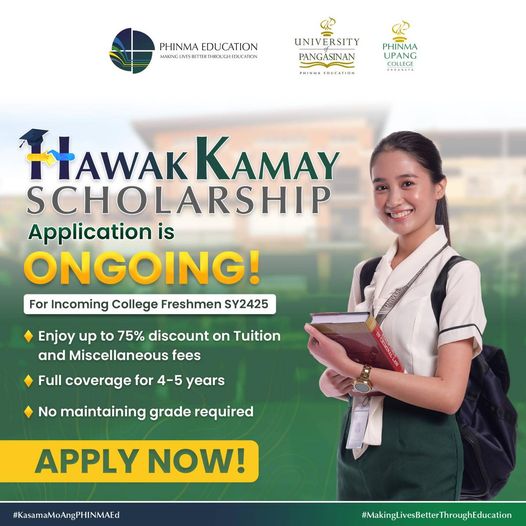 PHINMA EDUCATION
MAKING LIVES BETTER THROUGH EDUCATION
UNIVERSITY
of
PANGASINAN
PHINMA EDUCATION
PHINMA
UPANG
COLLEGE
URDANETA
HAWAK KAMAY
SCHOLARSHIP
Application is
ONGOING!
For Incoming College Freshmen SY2425
Enjoy up to 75% discount on Tuition
and Miscellaneous fees
Full coverage for 4-5 years
No maintaining grade required
APPLY NOW!
#KasamaMoAngPHINMAEd
#MakingLivesBetterThroughEducation